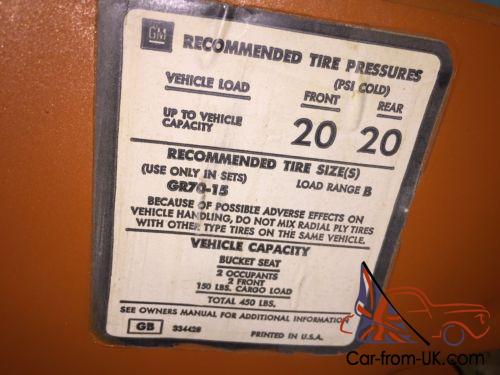 GM RECOMMENDED TIRE PRESSURES
(PSI COLD)
VEHICLE LOAD FRONT REAR
UP TO VEHICLE
CAPACITY 20 20
RECOMMENDED TIRE SIZE(S)
(USE ONLY IN SETS) LOAD RANGE B
GR70-15
BECAUSE OF POSSIBLE ADVERSE EFFECTS ON
VEHICLE HANDLING, DO NOT MIX RADIAL PLY TIRES
WITH OTHER TYPE TIRES ON THE SAME VEHICLE.
VEHICLE CAPACITY
BUCKET SEAT
2 OCCUPANTS
2 FRONT
150 LBS. CARGO LOAD
TOTAL 450 LBS.
SEE OWNERS MANUAL FOR ADDITIONAL INFORMATION
GB 334428 PRINTED IN U.S.A.
Car-from-UK.com